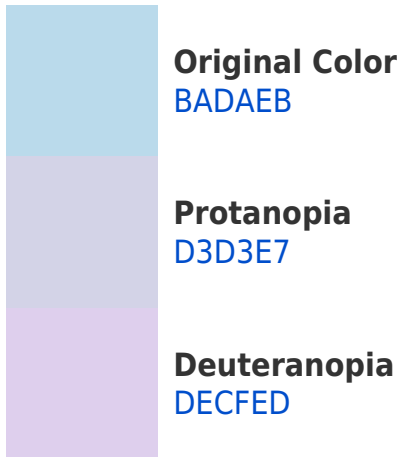 Original Color
BADAEB
Protanopia
D3D3E7
Deuteranopia
DECFED